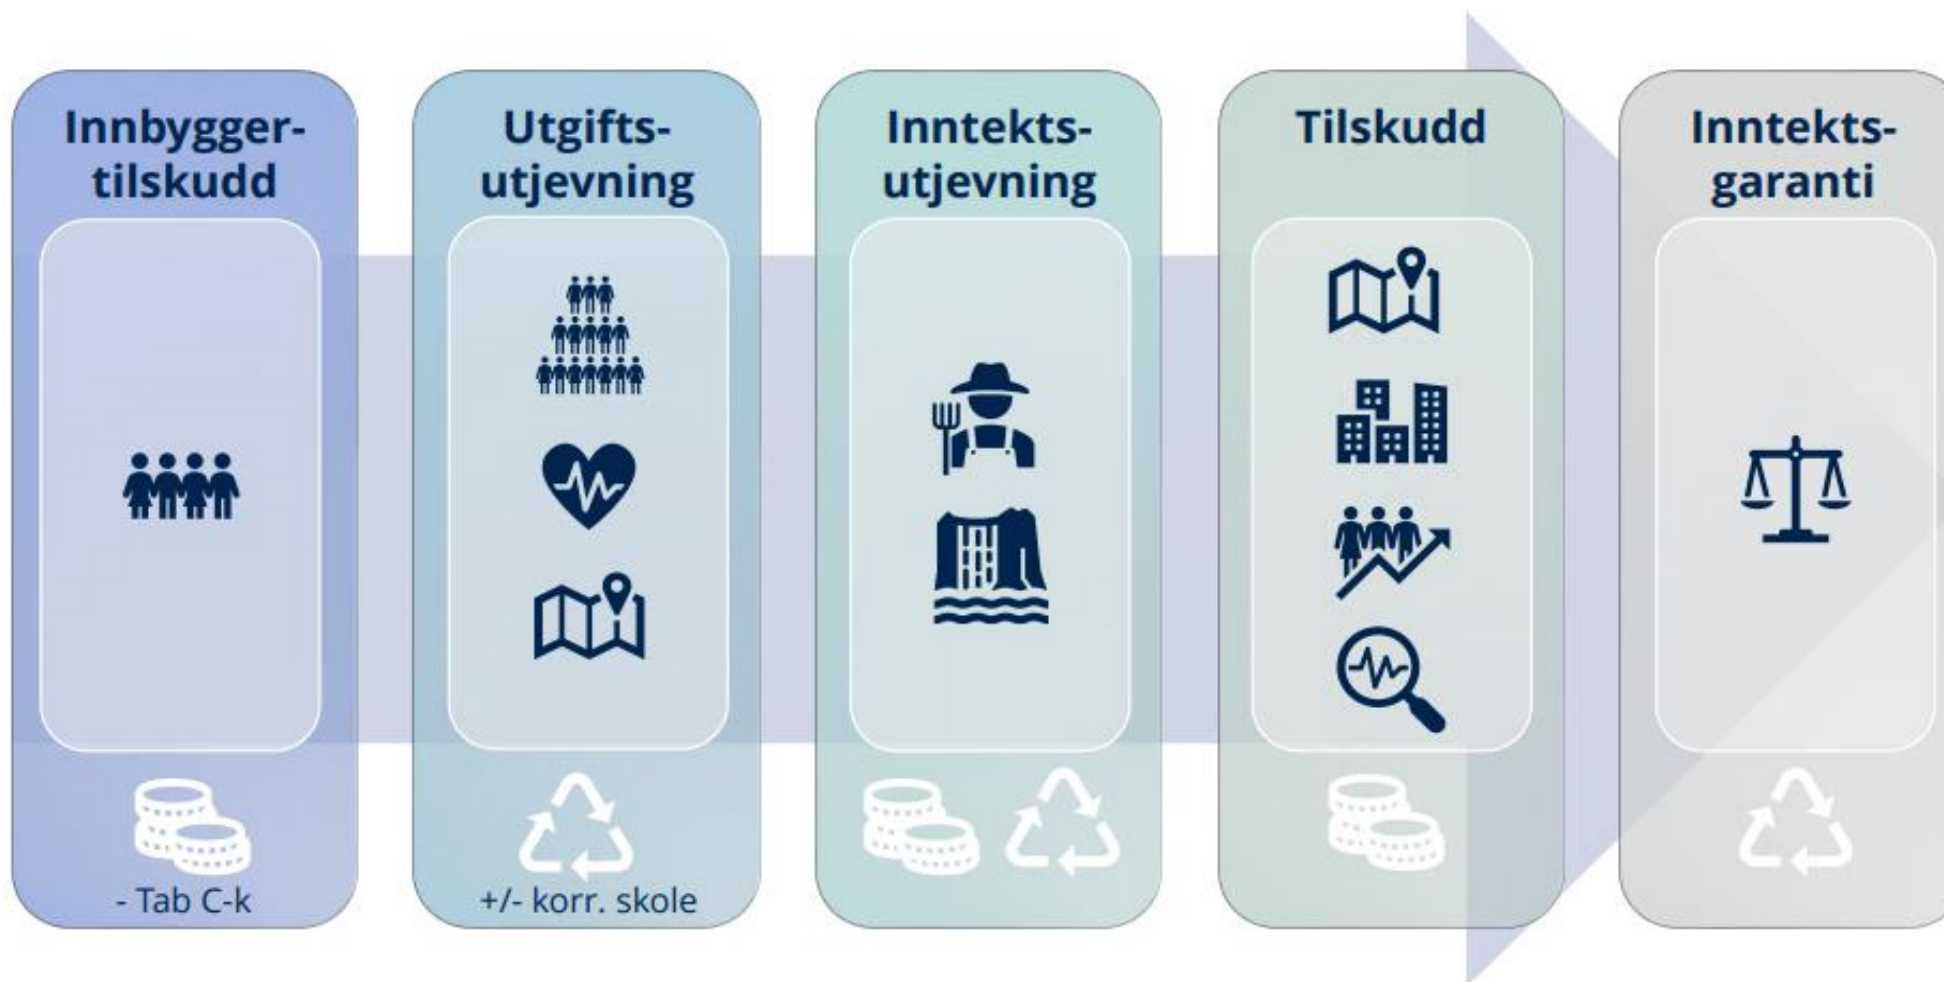 Innbygger-
tilskudd
- Tab C-k
Utgifts-
utjevning
+/- korr. skole
Inntekts-
utjevning
Tilskudd
Inntekts-
garanti